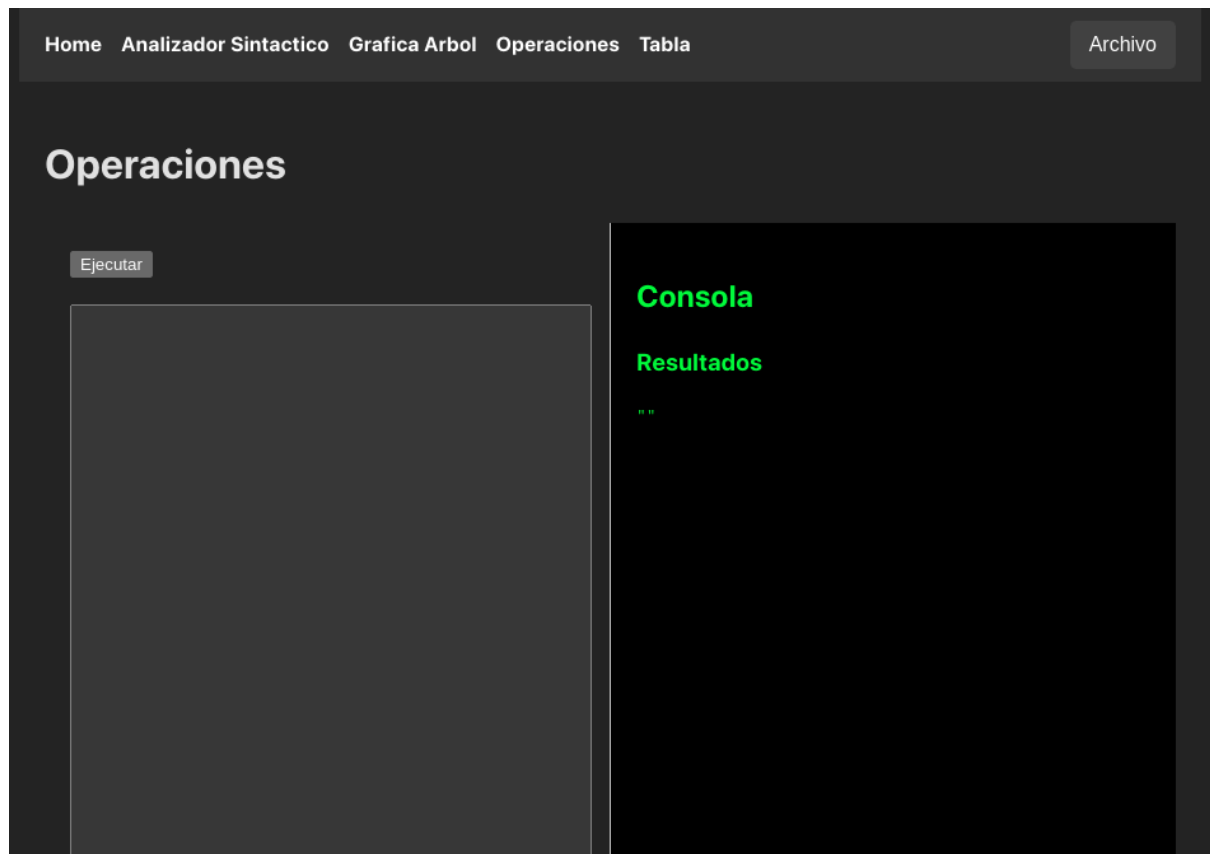 Home Analizador Sintactico Grafica Arbol Operaciones Tabla Archivo
Operaciones
Ejecutar
Consola
Resultados
""